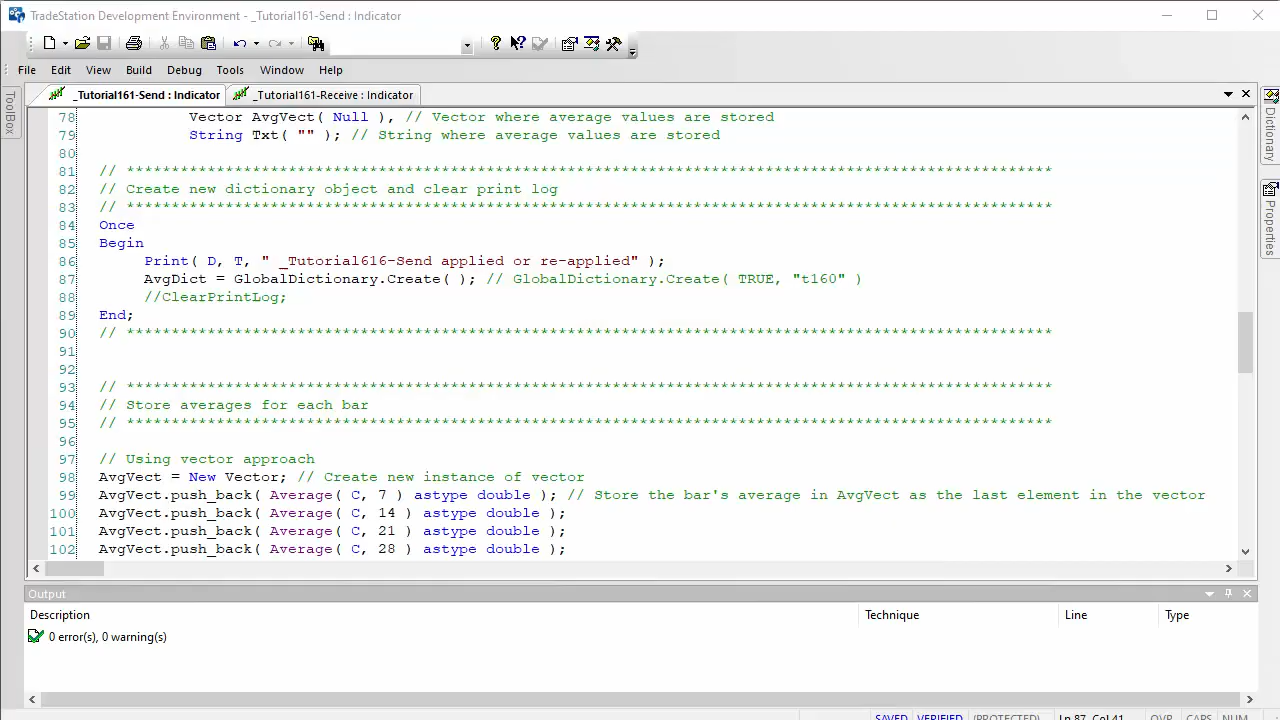 TradeStation Development Environment - _Tutorial161-Send : Indicator
File Edit View Build Debug Tools Window Help
ToolBox
_Tutorial161-Send : Indicator
_Tutorial161-Receive : Indicator
Dictionary
Properties
78 Vector AvgVect( Null ), // Vector where average values are stored
79 String Txt( "" ); // String where average values are stored
80
81 // *******************************************************************************************************
82 // Create new dictionary object and clear print log
83 // *******************************************************************************************************
84 Once
85 Begin
86 Print( D, T, " _Tutorial616-Send applied or re-applied" );
87 AvgDict = GlobalDictionary.Create( ); // GlobalDictionary.Create( TRUE, "t160" )
88 //ClearPrintLog;
89 End;
90 // *******************************************************************************************************
91
92
93 // *******************************************************************************************************
94 // Store averages for each bar
95 // *******************************************************************************************************
96
97 // Using vector approach
98 AvgVect = New Vector; // Create new instance of vector
99 AvgVect.push_back( Average( C, 7 ) astype double ); // Store the bar's average in AvgVect as the last element in the vector
100 AvgVect.push_back( Average( C, 14 ) astype double );
101 AvgVect.push_back( Average( C, 21 ) astype double );
102 AvgVect.push_back( Average( C, 28 ) astype double );
Output
Description Technique Line Type
0 error(s), 0 warning(s)
SAVED VERIFIED (PROTECTED) Ln 87, Col 41 OVR CAPS NUM